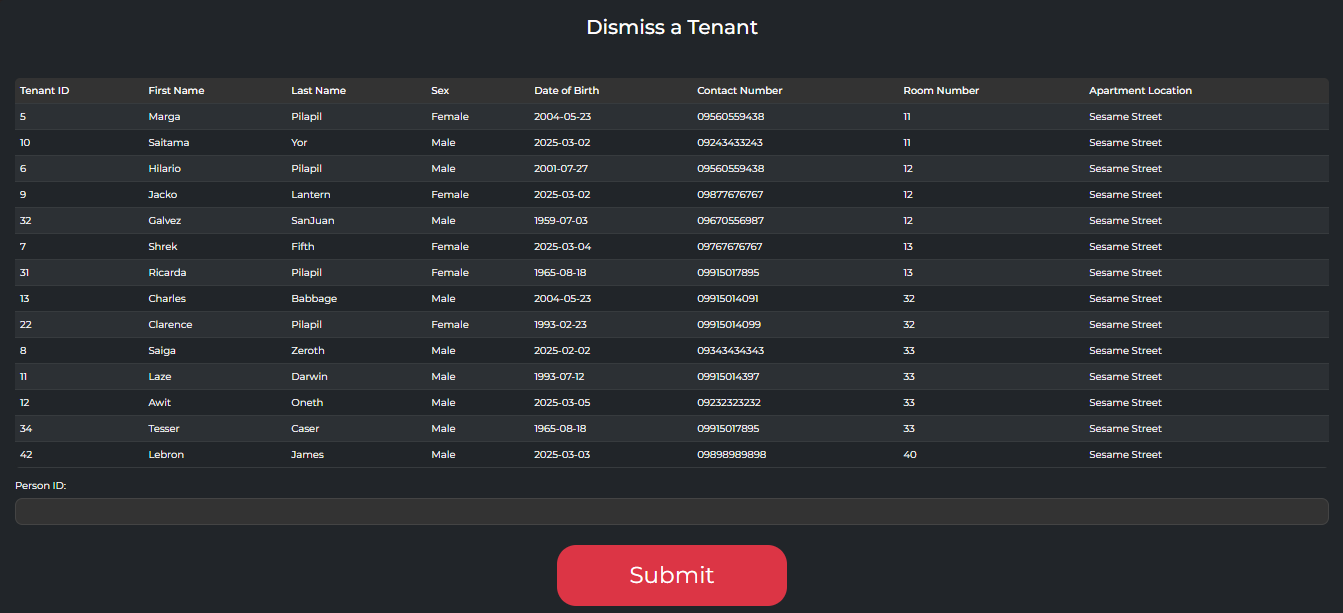 Dismiss a Tenant
Tenant ID First Name Last Name Sex Date of Birth Contact Number Room Number Apartment Location
5 Marga Pilapil Female 2004-05-23 09560559438 11 Sesame Street
10 Saitama Yor Male 2025-03-02 09243433243 11 Sesame Street
6 Hilario Pilapil Male 2001-07-27 09560559438 12 Sesame Street
9 Jacko Lantern Female 2025-03-02 09877676767 12 Sesame Street
32 Galvez SanJuan Male 1959-07-03 09670556987 12 Sesame Street
7 Shrek Fifth Female 2025-03-04 09767676767 13 Sesame Street
31 Ricarda Pilapil Female 1965-08-18 09915017895 13 Sesame Street
13 Charles Babbage Male 2004-05-23 09915014091 32 Sesame Street
22 Clarence Pilapil Female 1993-02-23 09915014099 32 Sesame Street
8 Saiga Zeroth Male 2025-02-02 09343434343 33 Sesame Street
11 Laze Darwin Male 1993-07-12 09915014397 33 Sesame Street
12 Awit Oneth Male 2025-03-05 09232323232 33 Sesame Street
34 Tesser Caser Male 1965-08-18 09915017895 33 Sesame Street
42 Lebron James Male 2025-03-03 09898989898 40 Sesame Street
Person ID:
Submit